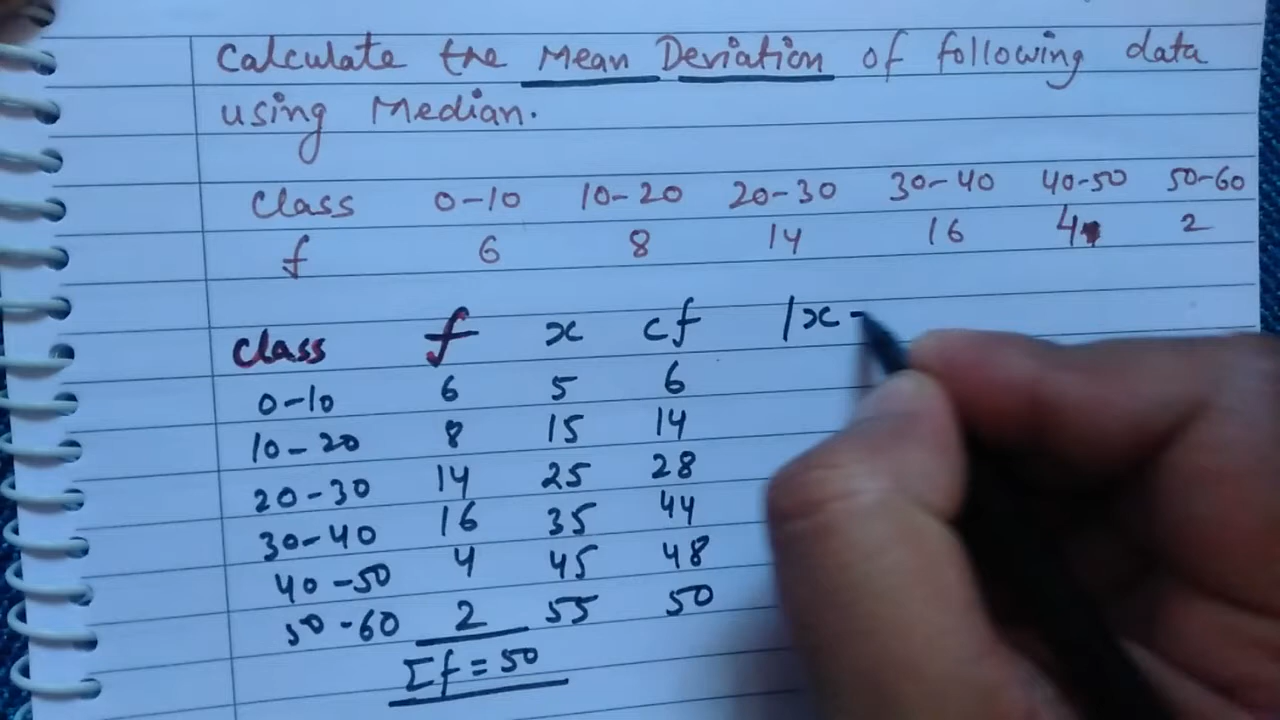 Calculate the Mean Deviation of following data
using Median.
Class 0-10 10-20 20-30 30-40 40-50 50-60
f 6 8 14 16 4 2
class f x cf |x -
0-10 6 5 6
10-20 8 15 14
20-30 14 25 28
30-40 16 35 44
40-50 4 45 48
50-60 2 55 50
Σf = 50